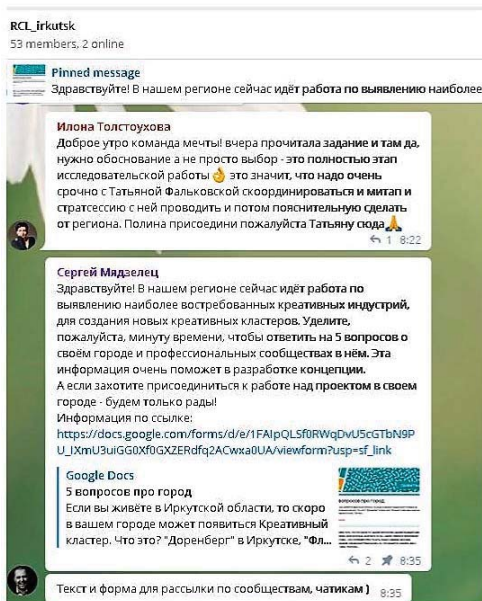 RCL_irkutsk
53 members, 2 online
Pinned message
Здравствуйте! В нашем регионе сейчас идёт работа по выявлению наиболее
Илона Толстоухова
Доброе утро команда мечты! вчера прочитала задание и там да,
нужно обоснование а не просто выбор - это полностью этап
исследовательской работы 👌 это значит, что надо очень
срочно с Татьяной Фальковской скоординироваться и митап и
стратсессию с ней проводить и потом пояснительную сделать
от региона. Полина присоедини пожалуйста Татьяну сюда🙏
1 8:22
Сергей Мядзелец
Здравствуйте! В нашем регионе сейчас идёт работа по
выявлению наиболее востребованных креативных индустрий,
для создания новых креативных кластеров. Уделите,
пожалуйста, минуту времени, чтобы ответить на 5 вопросов о
своём городе и профессиональных сообществах в нём. Эта
информация очень поможет в разработке концепции.
А если захотите присоединиться к работе над проектом в своем
городе - будем только рады!
Информация по ссылке:
https://docs.google.com/forms/d/e/1FAIpQLSf0RWqDvU5cGTbN9P
U_IXmU3uiGG0Xf0GXZERdfq2ACwxa0UA/viewform?usp=sf_link
Google Docs
5 вопросов про город
Если вы живёте в Иркутской области, то скоро
в вашем городе может появиться Креативный
кластер. Что это? "Доренберг" в Иркутске, "Фл...
2 8:35
Текст и форма для рассылки по сообществам, чатикам ) 8:35